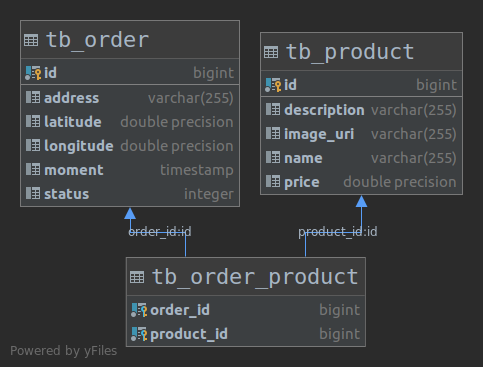 tb_order
id bigint
address varchar(255)
latitude double precision
longitude double precision
moment timestamp
status integer
tb_product
id bigint
description varchar(255)
image_uri varchar(255)
name varchar(255)
price double precision
order_id:id
product_id:id
tb_order_product
order_id bigint
product_id bigint
Powered by yFiles